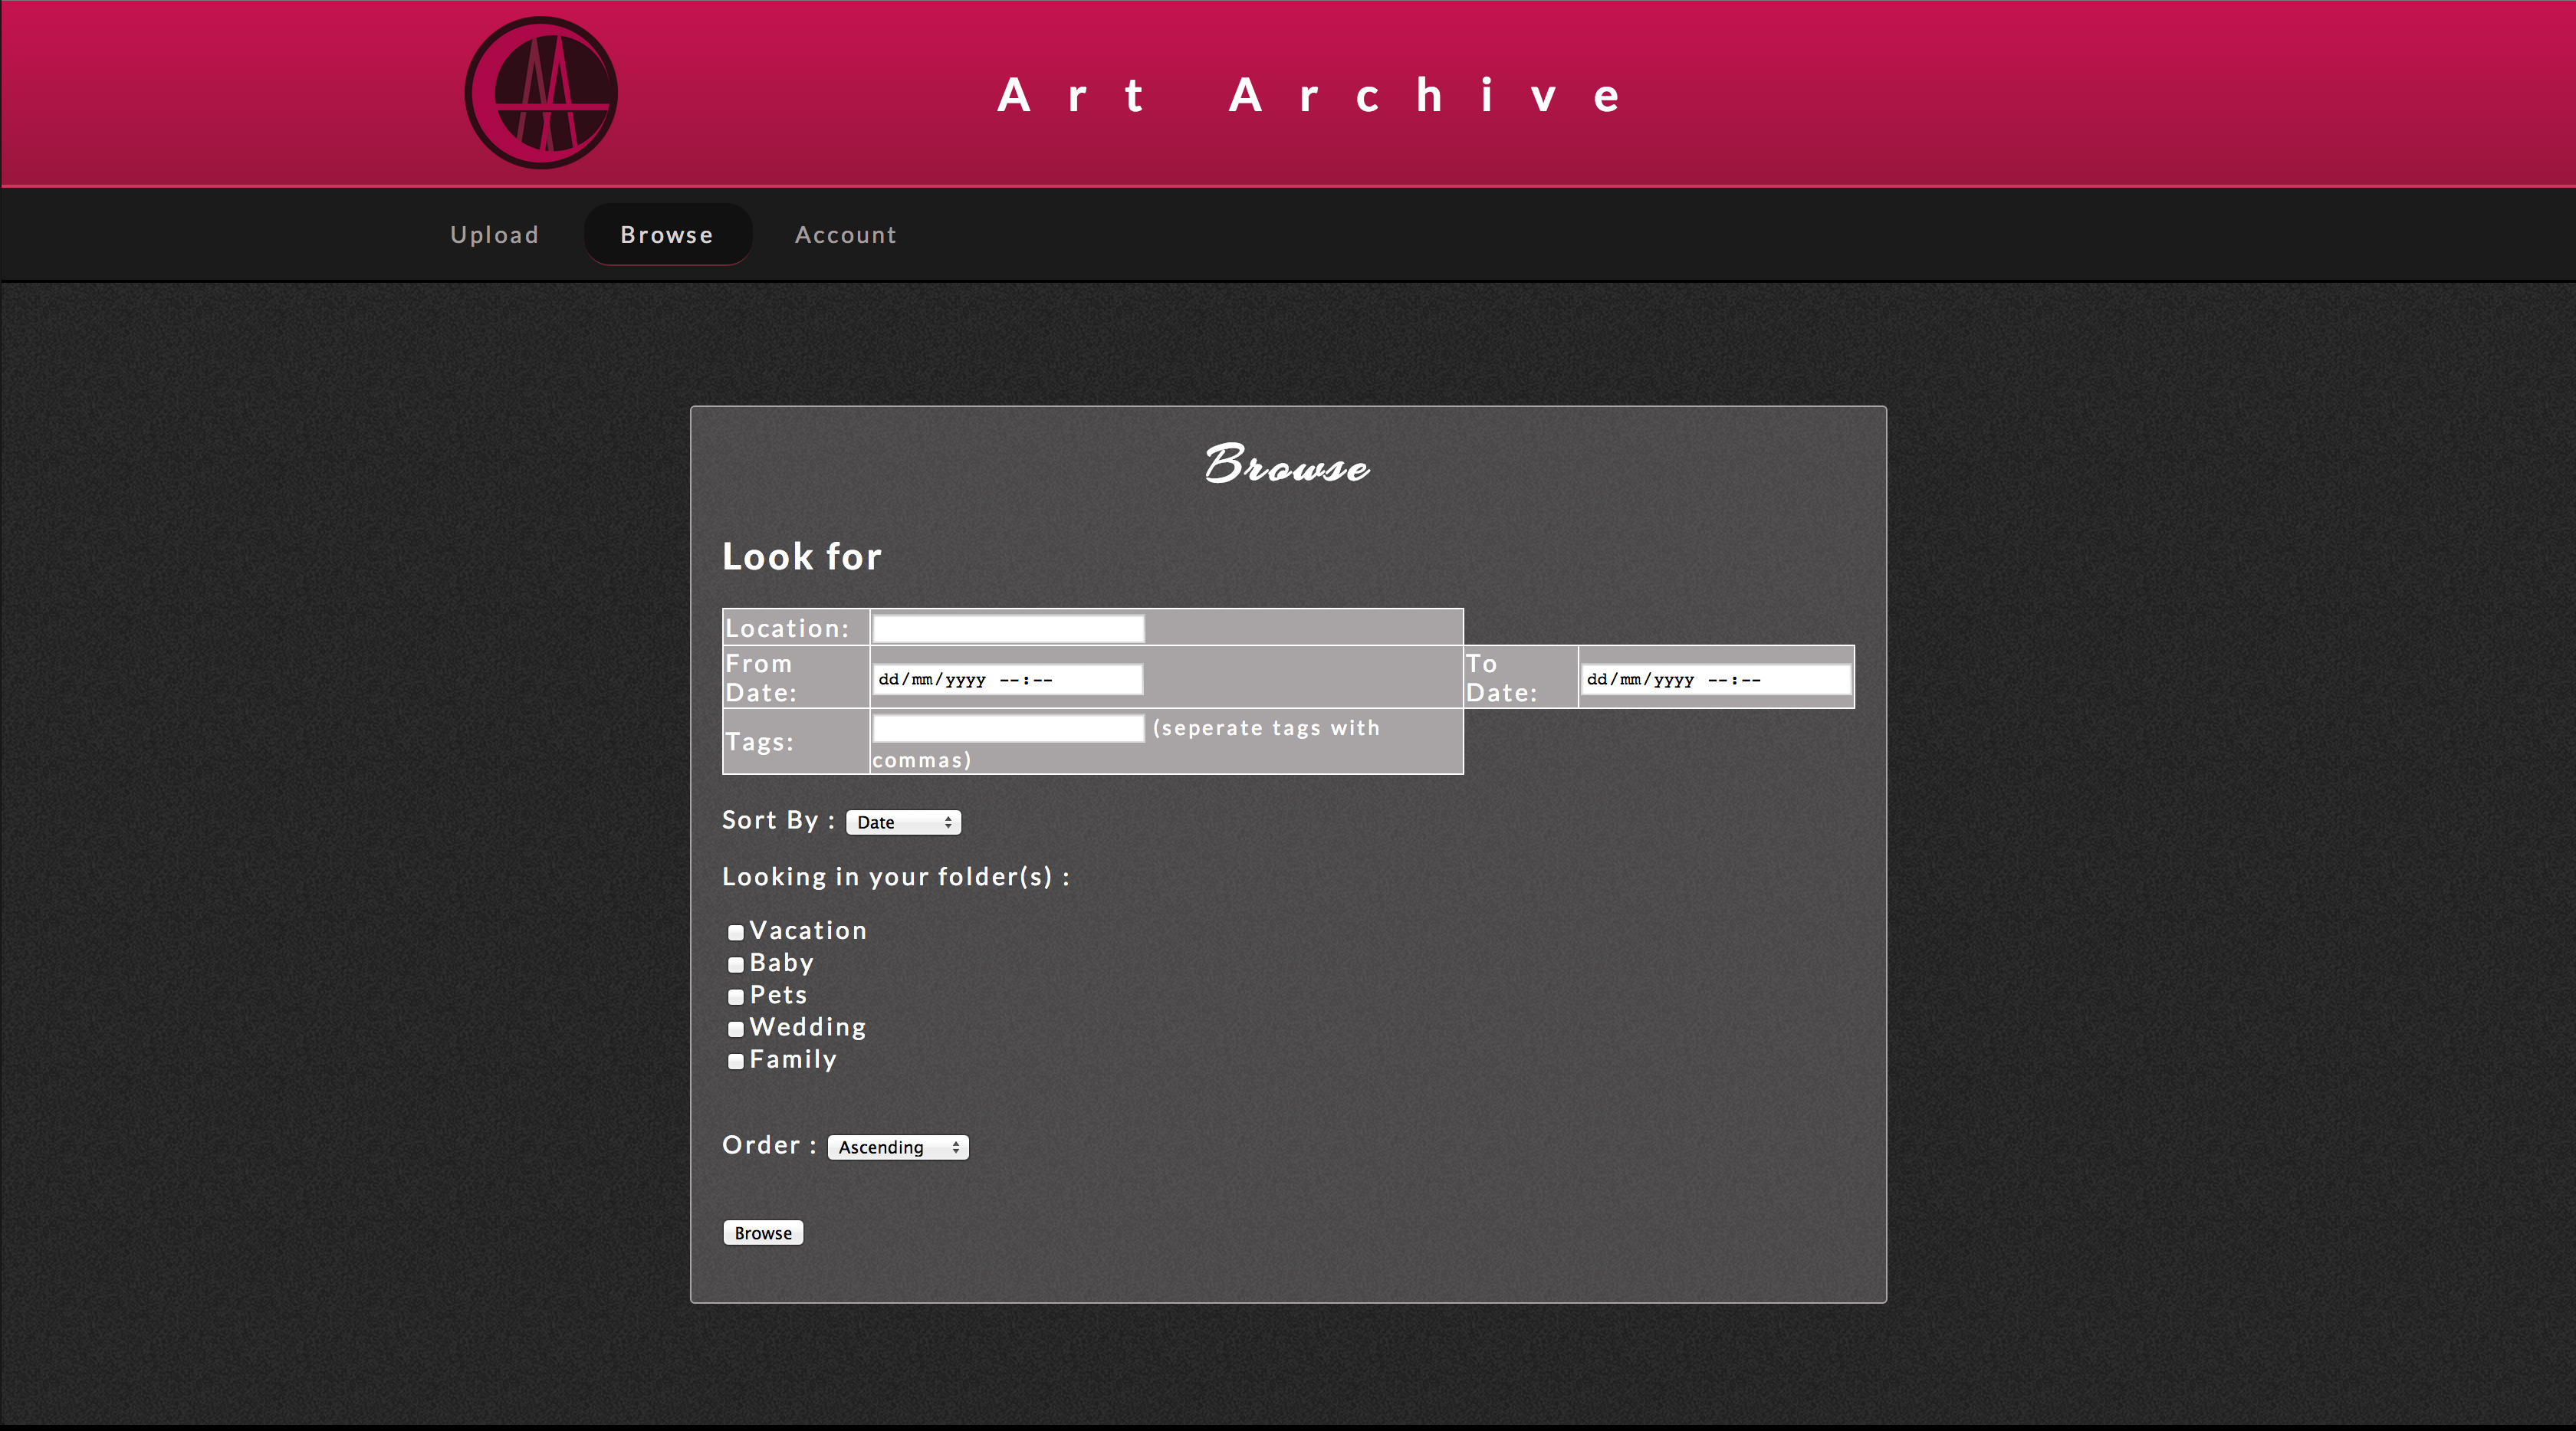 Art Archive
Upload Browse Account
Browse
Look for
Location:
From Date: dd/mm/yyyy --:-- To Date: dd/mm/yyyy --:--
Tags: (seperate tags with
commas)
Sort By : Date
Looking in your folder(s) :
Vacation
Baby
Pets
Wedding
Family
Order : Ascending
Browse